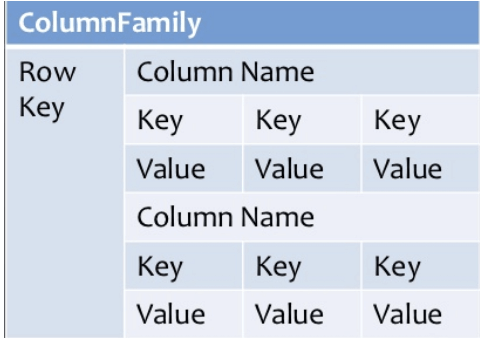 ColumnFamily
Row Key
Column Name
Key Key Key
Value Value Value
Column Name
Key Key Key
Value Value Value